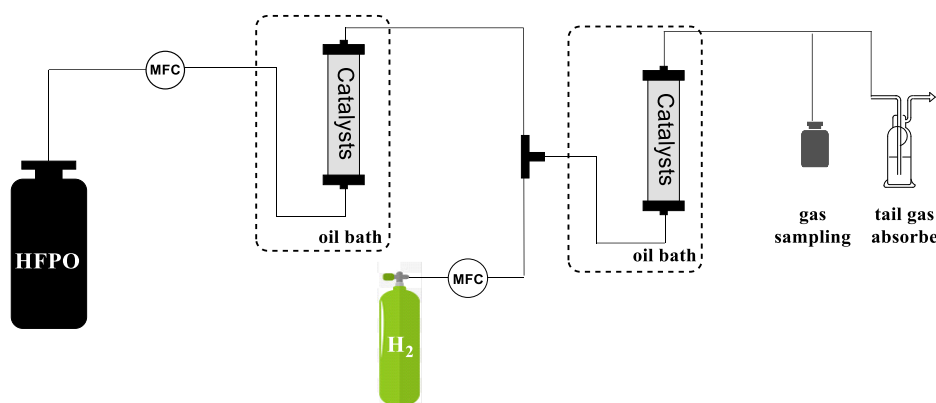 MFC
Catalysts
oil bath
HFPO
MFC
H2
Catalysts
oil bath
gas
sampling
tail gas
absorbe